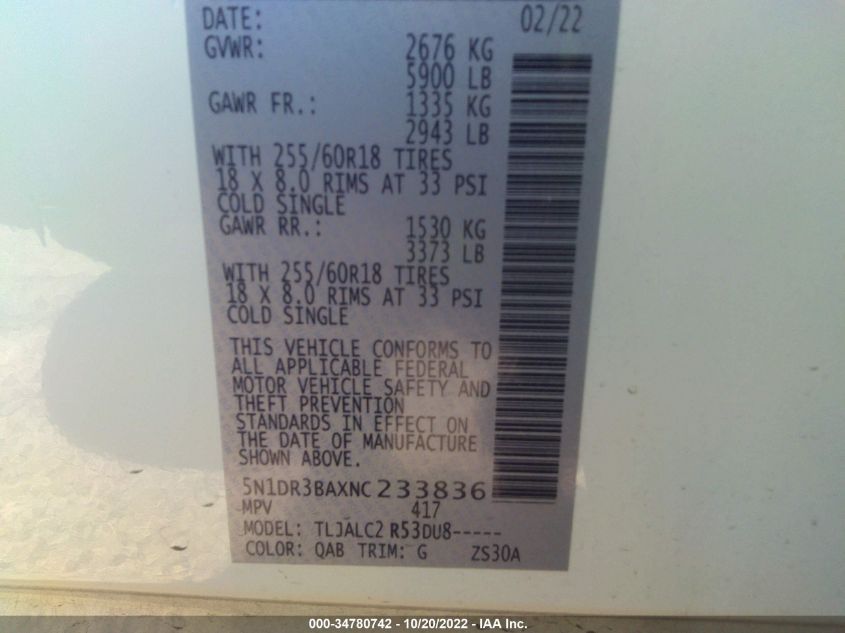 DATE: 02/22
GVWR: 2676 KG
5900 LB
GAWR FR.: 1335 KG
2943 LB
WITH 255/60R18 TIRES
18 X 8.0 RIMS AT 33 PSI
COLD SINGLE
GAWR RR.: 1530 KG
3373 LB
WITH 255/60R18 TIRES
18 X 8.0 RIMS AT 33 PSI
COLD SINGLE
THIS VEHICLE CONFORMS TO
ALL APPLICABLE FEDERAL
MOTOR VEHICLE SAFETY AND
THEFT PREVENTION
STANDARDS IN EFFECT ON
THE DATE OF MANUFACTURE
SHOWN ABOVE.
5N1DR3BAXNC233836
MPV 417
MODEL: TLJALC2 R53DU8-----
COLOR: QAB TRIM: G ZS30A
000-34780742 - 10/20/2022 - IAA Inc.